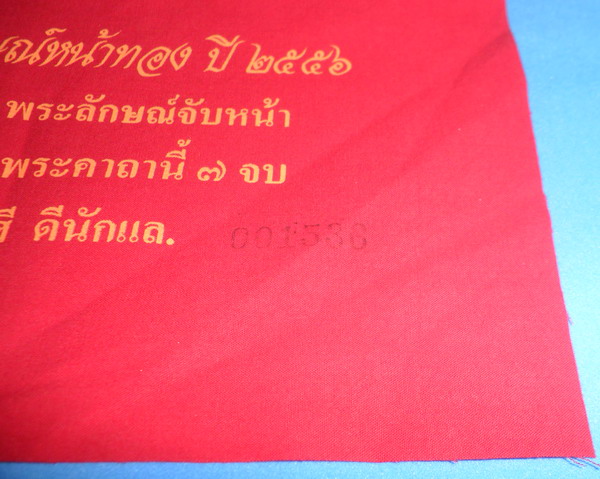 ษณ์หน้าทอง ปี ๒๕๕๖
พระลักษณ์จับหน้า
พระคาถานี้ ๗ จบ
ดีนักแล. 001536